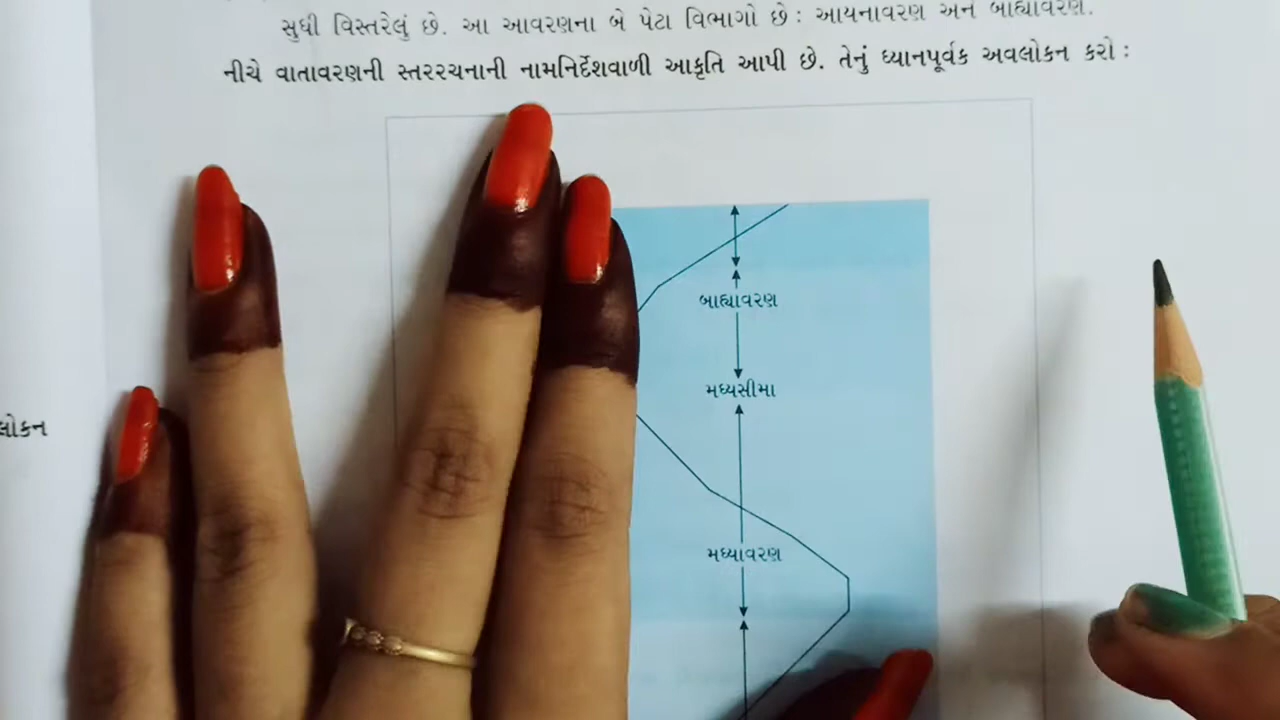 સુધી વિસ્તરેલું છે. આ આવરણના બે પેટા વિભાગો છે : આયનાવરણ અને બાહ્યાવરણ.
નીચે વાતાવરણની સ્તરરચનાની નામનિર્દેશવાળી આકૃતિ આપી છે. તેનું ધ્યાનપૂર્વક અવલોકન કરો :
બાહ્યાવરણ
મધ્યસીમા
લોકન
મધ્યાવરણ